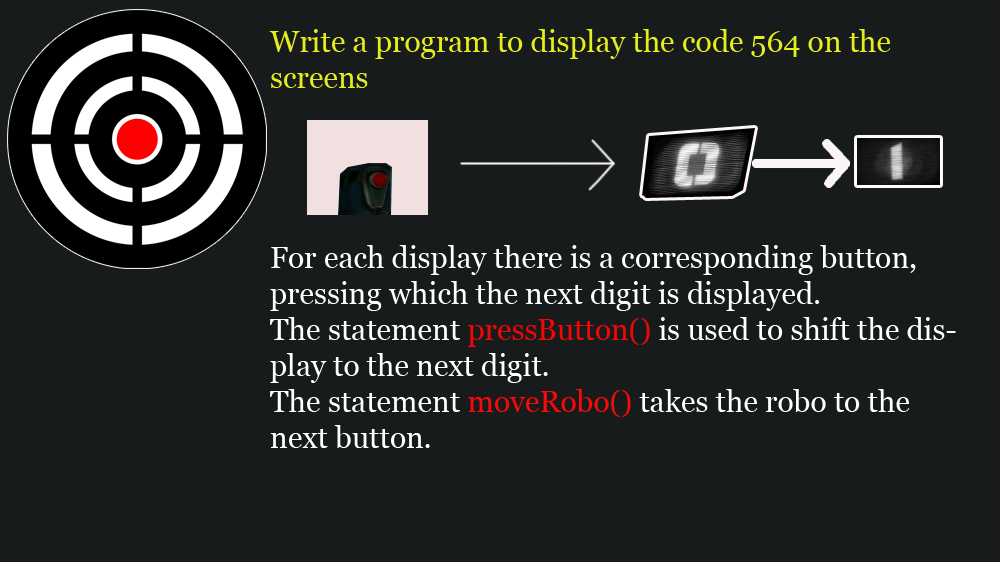 Write a program to display the code 564 on the
screens
0
1
For each display there is a corresponding button,
pressing which the next digit is displayed.
The statement pressButton() is used to shift the dis-
play to the next digit.
The statement moveRobo() takes the robo to the
next button.